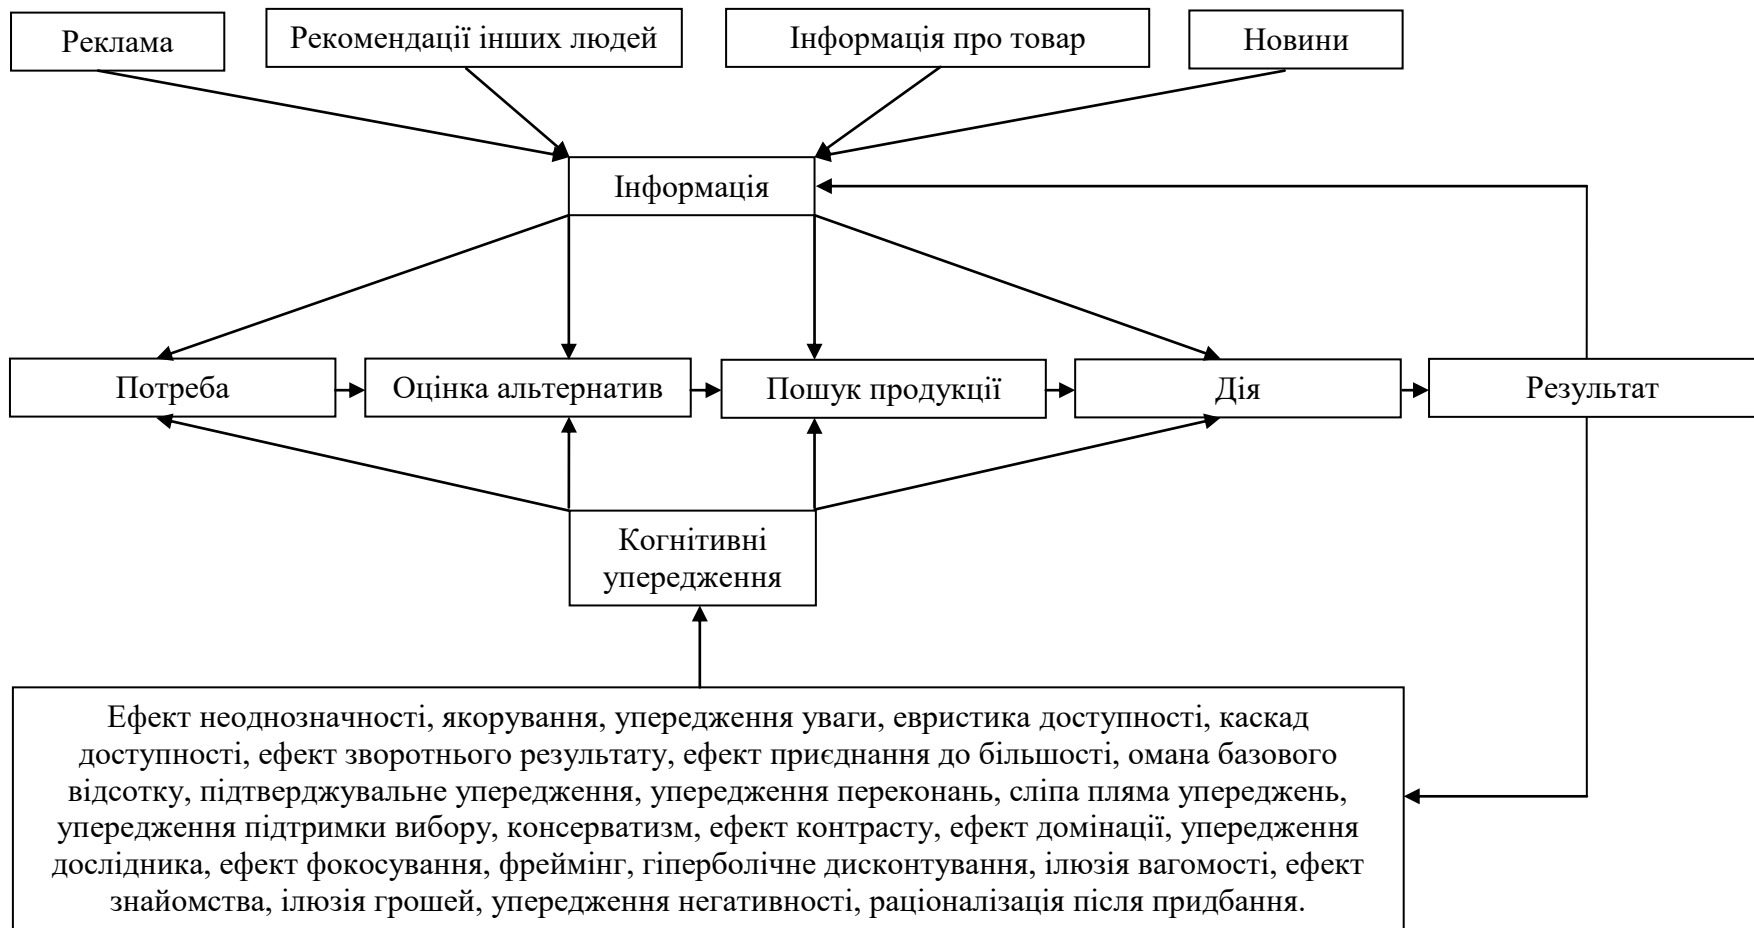 Реклама
Рекомендації інших людей
Інформація про товар
Новини
Інформація
Потреба
Оцінка альтернатив
Пошук продукції
Дія
Результат
Когнітивні
упередження
Ефект неоднозначності, якорування, упередження уваги, евристика доступності, каскад
доступності, ефект зворотнього результату, ефект приєднання до більшості, омана базового
відсотку, підтверджувальне упередження, упередження переконань, сліпа пляма упереджень,
упередження підтримки вибору, консерватизм, ефект контрасту, ефект домінації, упередження
дослідника, ефект фокосування, фреймінг, гіперболічне дисконтування, ілюзія вагомості, ефект
знайомства, ілюзія грошей, упередження негативності, раціоналізація після придбання.